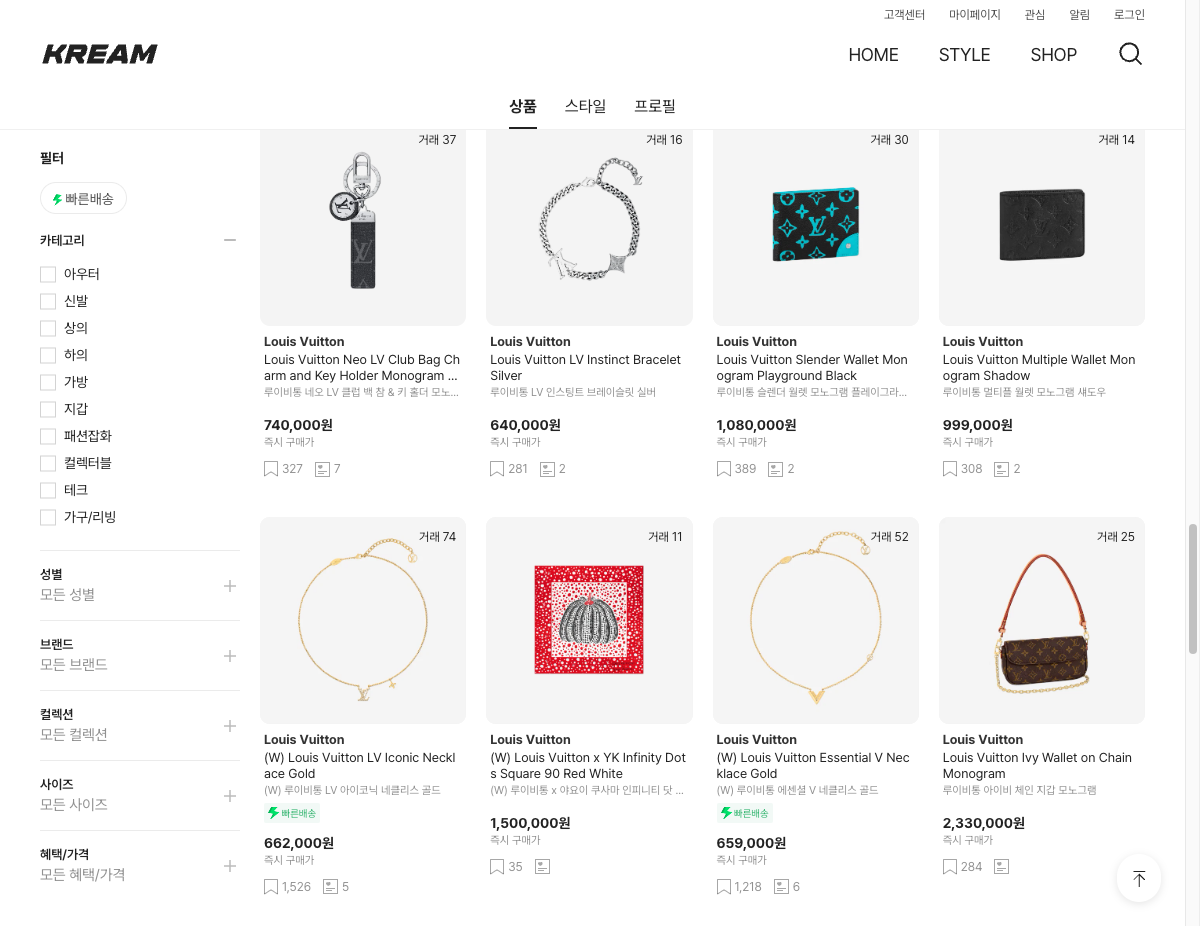 고객센터 마이페이지 관심 알림 로그인
KREAM
HOME STYLE SHOP
상품 스타일 프로필
필터
빠른배송
카테고리
아우터
신발
상의
하의
가방
지갑
패션잡화
컬렉터블
테크
가구/리빙
성별
모든 성별
브랜드
모든 브랜드
컬렉션
모든 컬렉션
사이즈
모든 사이즈
혜택/가격
모든 혜택/가격
거래 37
Louis Vuitton
Louis Vuitton Neo LV Club Bag Ch
arm and Key Holder Monogram ...
루이비통 네오 LV 클럽 백 참 & 키 홀더 모노...
740,000원
즉시 구매가
327 7
거래 16
Louis Vuitton
Louis Vuitton LV Instinct Bracelet
Silver
루이비통 LV 인스팅트 브레이슬릿 실버
640,000원
즉시 구매가
281 2
거래 30
Louis Vuitton
Louis Vuitton Slender Wallet Mon
ogram Playground Black
루이비통 슬렌더 월렛 모노그램 플레이그라...
1,080,000원
즉시 구매가
389 2
거래 14
Louis Vuitton
Louis Vuitton Multiple Wallet Mon
ogram Shadow
루이비통 멀티플 월렛 모노그램 섀도우
999,000원
즉시 구매가
308 2
거래 74
Louis Vuitton
(W) Louis Vuitton LV Iconic Neckl
ace Gold
(W) 루이비통 LV 아이코닉 네클리스 골드
빠른배송
662,000원
즉시 구매가
1,526 5
거래 11
Louis Vuitton
(W) Louis Vuitton x YK Infinity Dot
s Square 90 Red White
(W) 루이비통 x 야요이 쿠사마 인피니티 닷 ...
1,500,000원
즉시 구매가
35
거래 52
Louis Vuitton
(W) Louis Vuitton Essential V Nec
klace Gold
(W) 루이비통 에센셜 V 네클리스 골드
빠른배송
659,000원
즉시 구매가
1,218 6
거래 25
Louis Vuitton
Louis Vuitton Ivy Wallet on Chain
Monogram
루이비통 아이비 체인 지갑 모노그램
2,330,000원
즉시 구매가
284